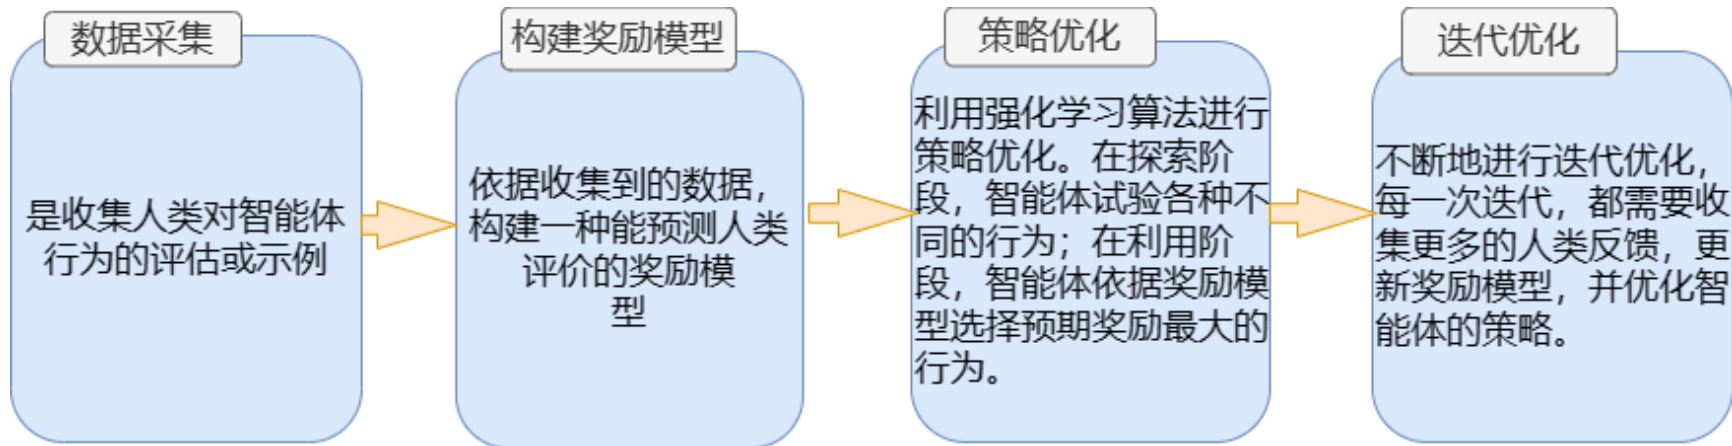 数据采集
是收集人类对智能体
行为的评估或示例
构建奖励模型
依据收集到的数据，
构建一种能预测人类
评价的奖励模
型
策略优化
利用强化学习算法进行
策略优化。在探索阶
段，智能体试验各种不
同的行为；在利用阶
段，智能体依据奖励模
型选择预期奖励最大的
行为。
迭代优化
不断地进行迭代优化，
每一次迭代，都需要收
集更多的人类反馈，更
新奖励模型，并优化智
能体的策略。